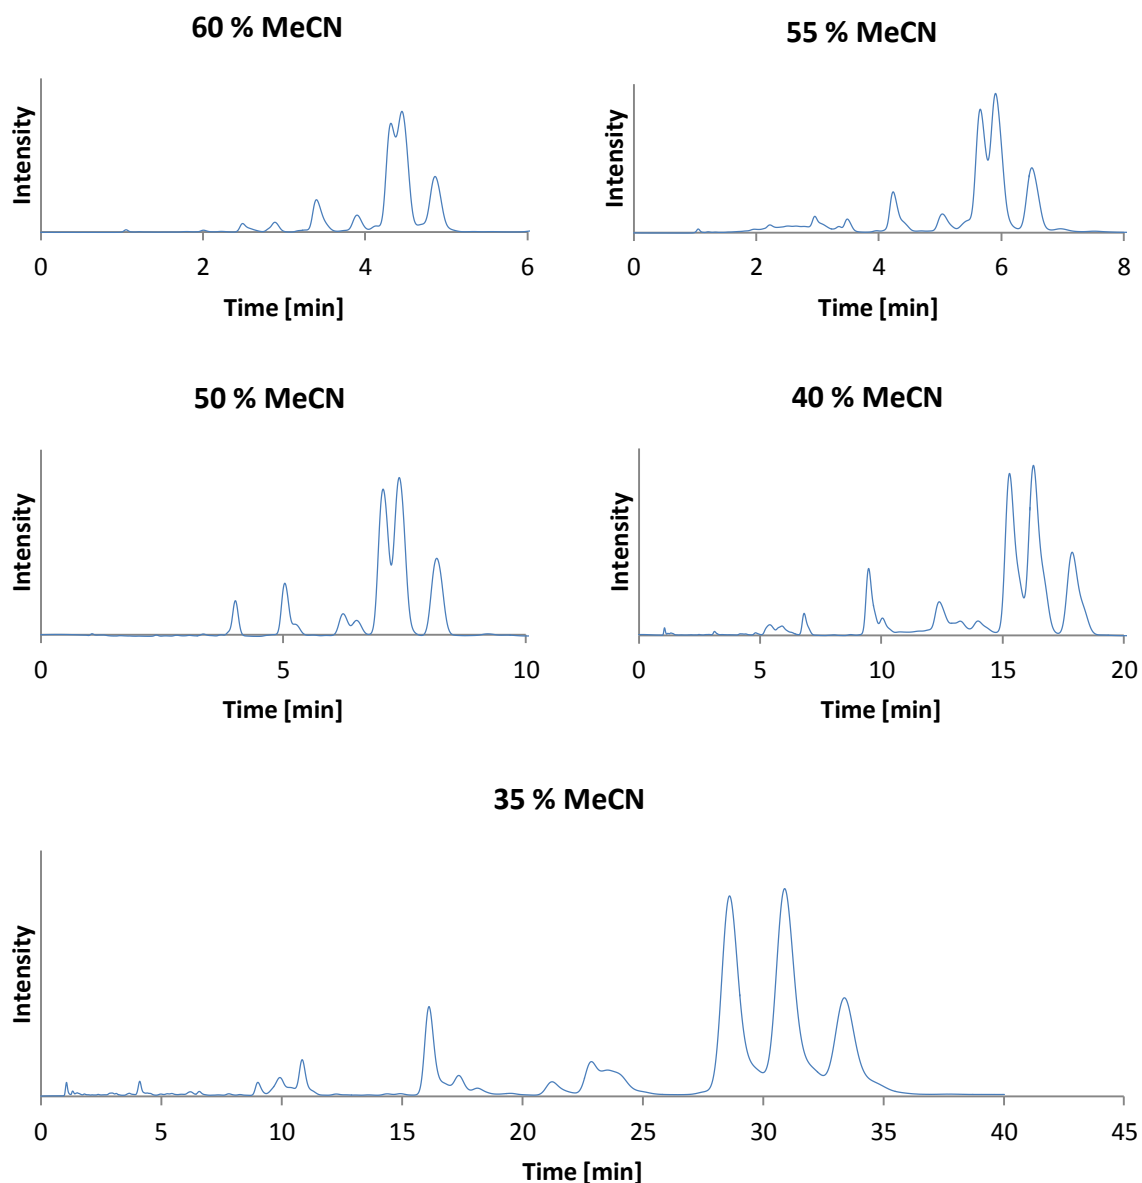 60 % MeCN
Intensity
0 2 4 6
Time [min]
55 % MeCN
Intensity
0 2 4 6 8
Time [min]
50 % MeCN
Intensity
0 5 10
Time [min]
40 % MeCN
Intensity
0 5 10 15 20
Time [min]
35 % MeCN
Intensity
0 5 10 15 20 25 30 35 40 45
Time [min]